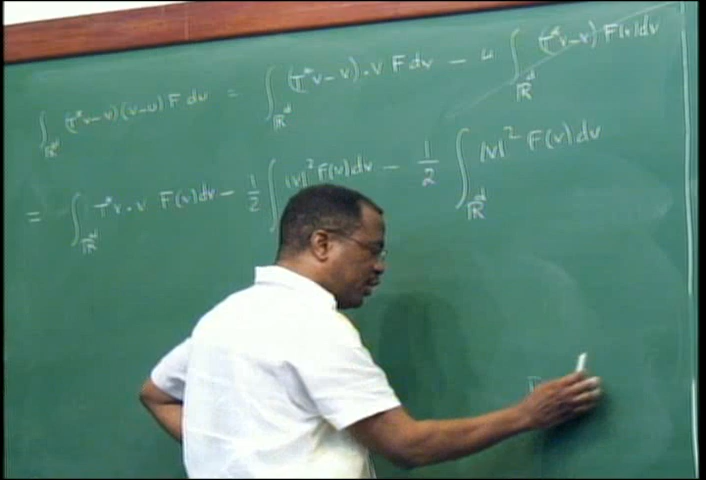 ∫_{ℝ^d} (T*v-v)(v-u) F dv = ∫_{ℝ^d} (T*v-v).v F dv - u ∫_{ℝ^d} (T*v-v) F(v)dv
= ∫_{ℝ^d} T*v.v F(v)dv - 1/2 ∫ |v|² F(v)dv - 1/2 ∫_{ℝ^d} |v|² F(v)dv